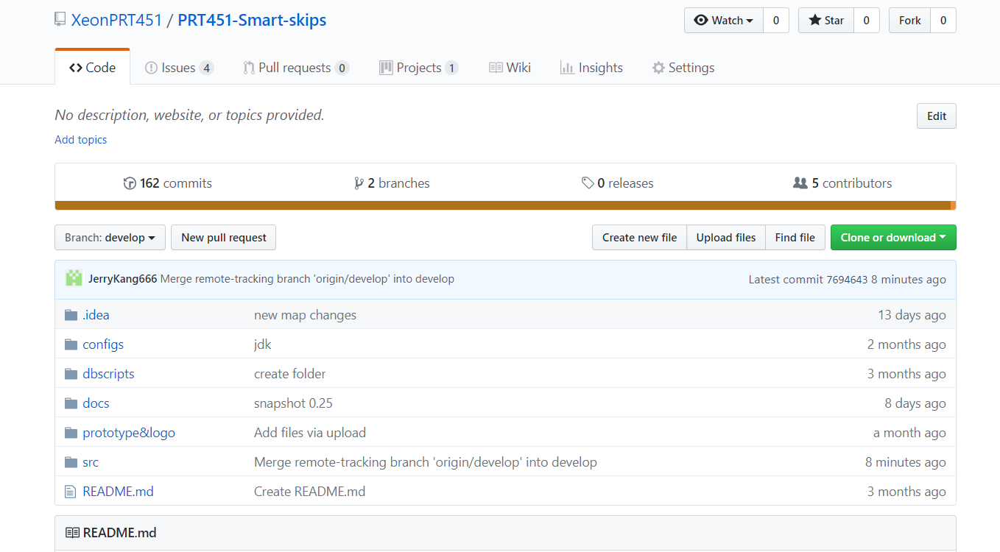 XeonPRT451 / PRT451-Smart-skips Watch 0 Star 0 Fork 0
Code Issues 4 Pull requests 0 Projects 1 Wiki Insights Settings
No description, website, or topics provided. Edit
Add topics
162 commits 2 branches 0 releases 5 contributors
Branch: develop New pull request Create new file Upload files Find file Clone or download
JerryKang666 Merge remote-tracking branch 'origin/develop' into develop Latest commit 7694643 8 minutes ago
.idea new map changes 13 days ago
configs jdk 2 months ago
dbscripts create folder 3 months ago
docs snapshot 0.25 8 days ago
prototype&logo Add files via upload a month ago
src Merge remote-tracking branch 'origin/develop' into develop 8 minutes ago
README.md Create README.md 3 months ago
README.md